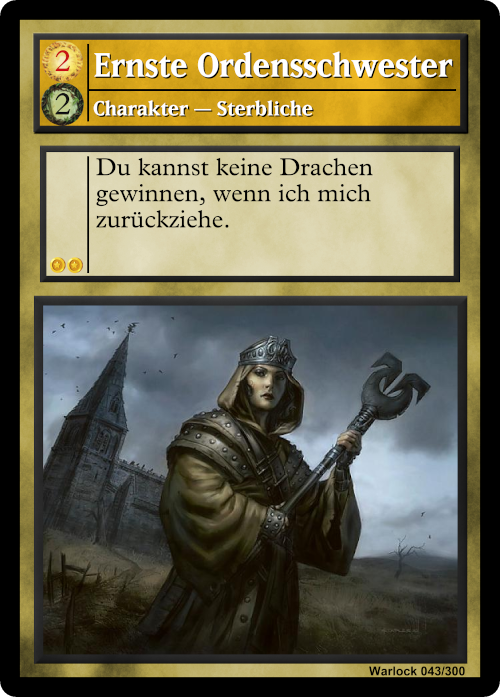 2
Ernste Ordensschwester
2
Charakter — Sterbliche
Du kannst keine Drachen
gewinnen, wenn ich mich
zurückziehe.
Warlock 043/300